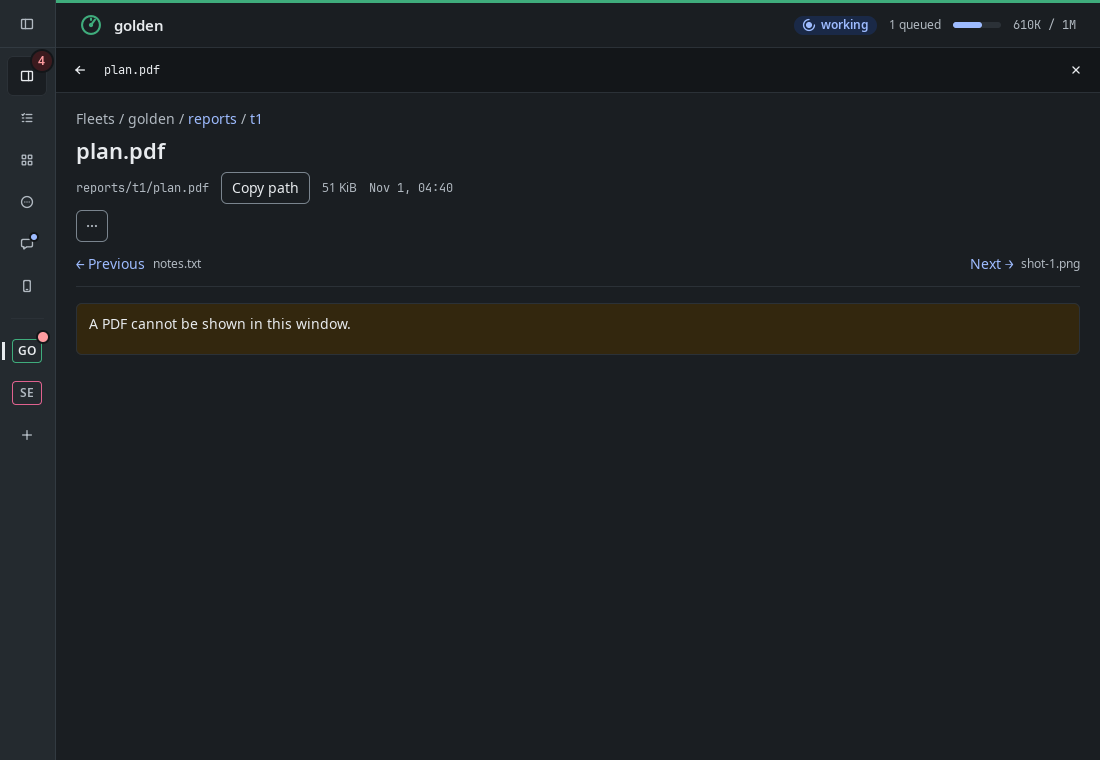 golden
working
1 queued
610K / 1M
4
plan.pdf
Fleets / golden / reports / t1
plan.pdf
reports/t1/plan.pdf
Copy path
51 KiB
Nov 1, 04:40
← Previous notes.txt
Next → shot-1.png
A PDF cannot be shown in this window.
GO
SE